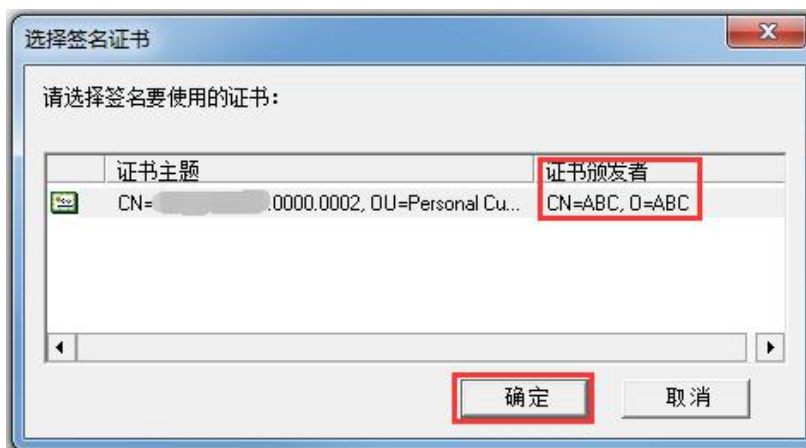 选择签名证书
请选择签名要使用的证书：
证书主题 证书颁发者
CN= .0000.0002, OU=Personal Cu... CN=ABC, O=ABC
确定 取消